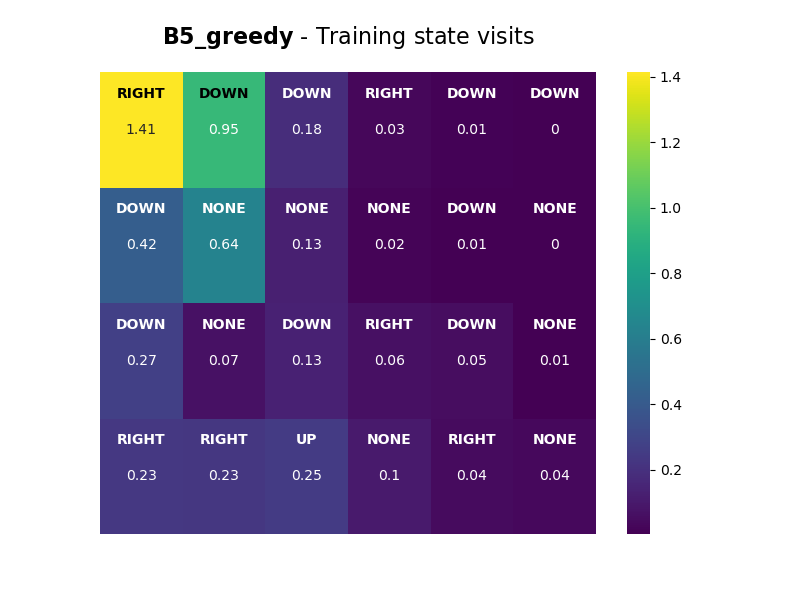 B5_greedy - Training state visits
RIGHT DOWN DOWN RIGHT DOWN DOWN
1.41 0.95 0.18 0.03 0.01 0
DOWN NONE NONE NONE DOWN NONE
0.42 0.64 0.13 0.02 0.01 0
DOWN NONE DOWN RIGHT DOWN NONE
0.27 0.07 0.13 0.06 0.05 0.01
RIGHT RIGHT UP NONE RIGHT NONE
0.23 0.23 0.25 0.1 0.04 0.04
1.4
1.2
1.0
0.8
0.6
0.4
0.2